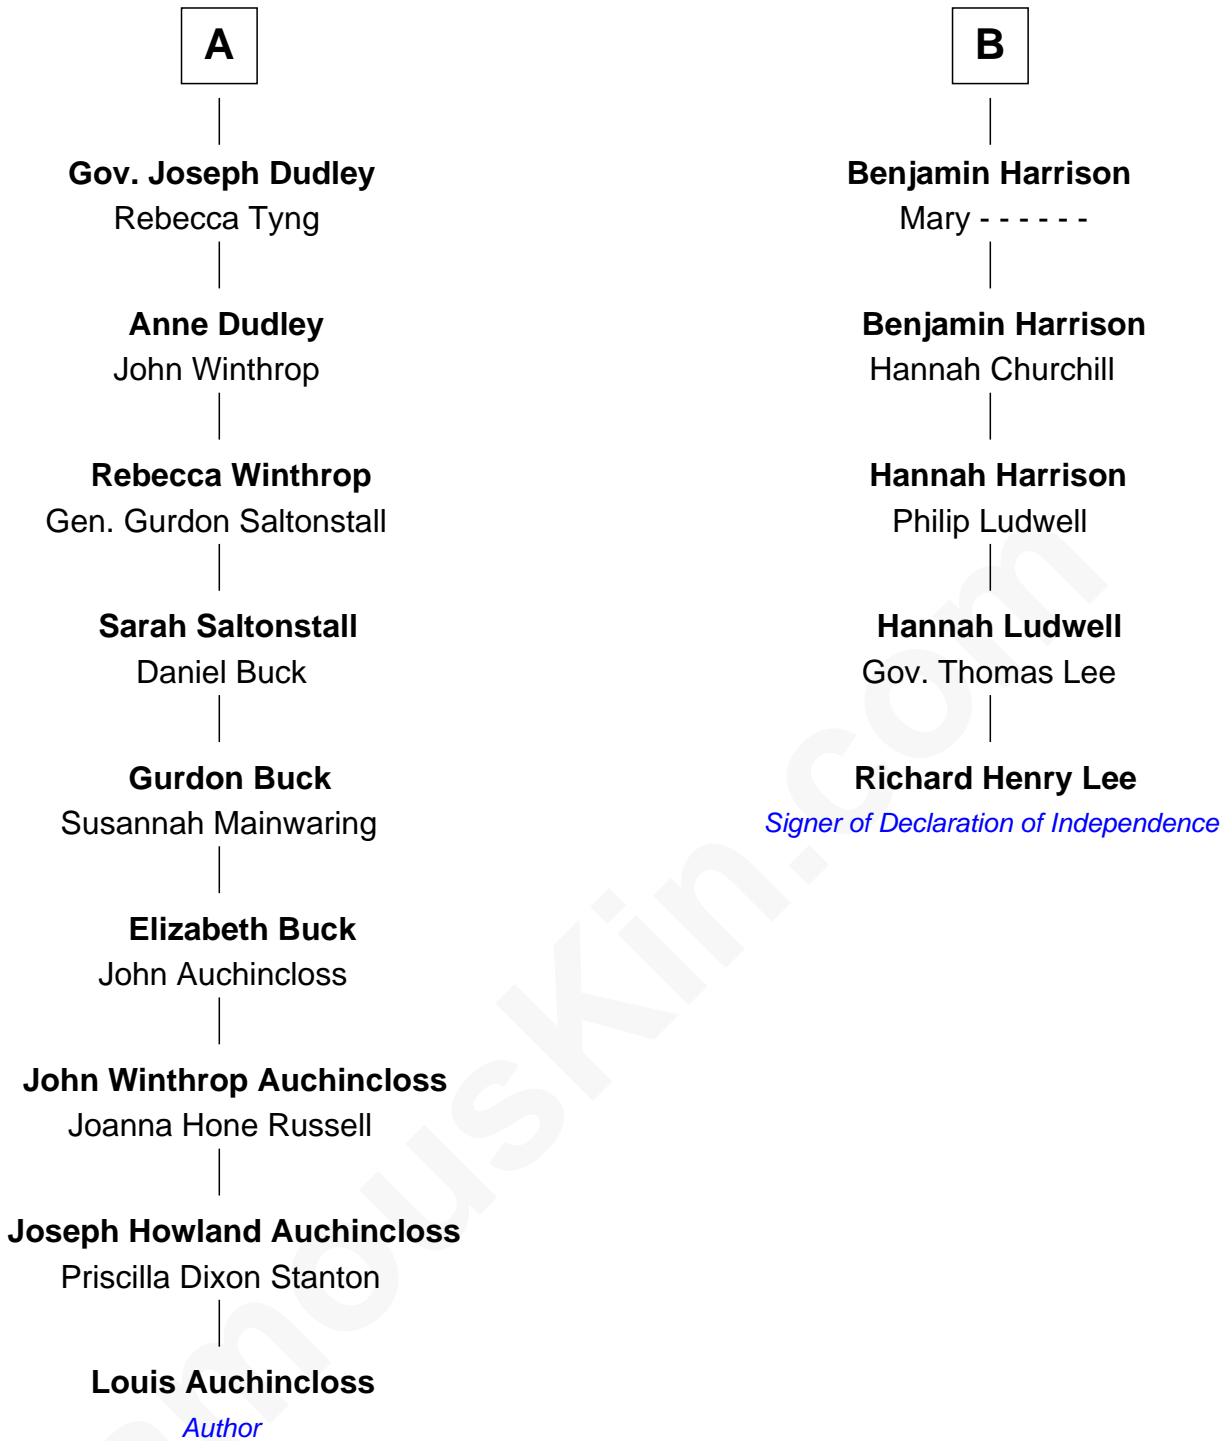 A
Gov. Joseph Dudley
Rebecca Tyng
Anne Dudley
John Winthrop
Rebecca Winthrop
Gen. Gurdon Saltonstall
Sarah Saltonstall
Daniel Buck
Gurdon Buck
Susannah Mainwaring
Elizabeth Buck
John Auchincloss
John Winthrop Auchincloss
Joanna Hone Russell
Joseph Howland Auchincloss
Priscilla Dixon Stanton
Louis Auchincloss
Author
B
Benjamin Harrison
Mary - - - - - -
Benjamin Harrison
Hannah Churchill
Hannah Harrison
Philip Ludwell
Hannah Ludwell
Gov. Thomas Lee
Richard Henry Lee
Signer of Declaration of Independence
amousKin.com